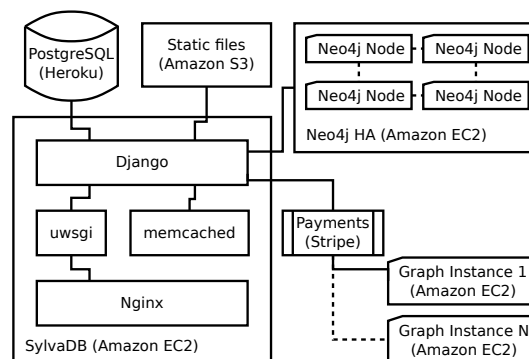 PostgreSQL
(Heroku)
Static files
(Amazon S3)
Neo4j Node
Neo4j Node
Neo4j Node
Neo4j Node
Neo4j HA (Amazon EC2)
Django
uwsgi
memcached
Payments
(Stripe)
Nginx
Graph Instance 1
(Amazon EC2)
SylvaDB (Amazon EC2)
Graph Instance N
(Amazon EC2)